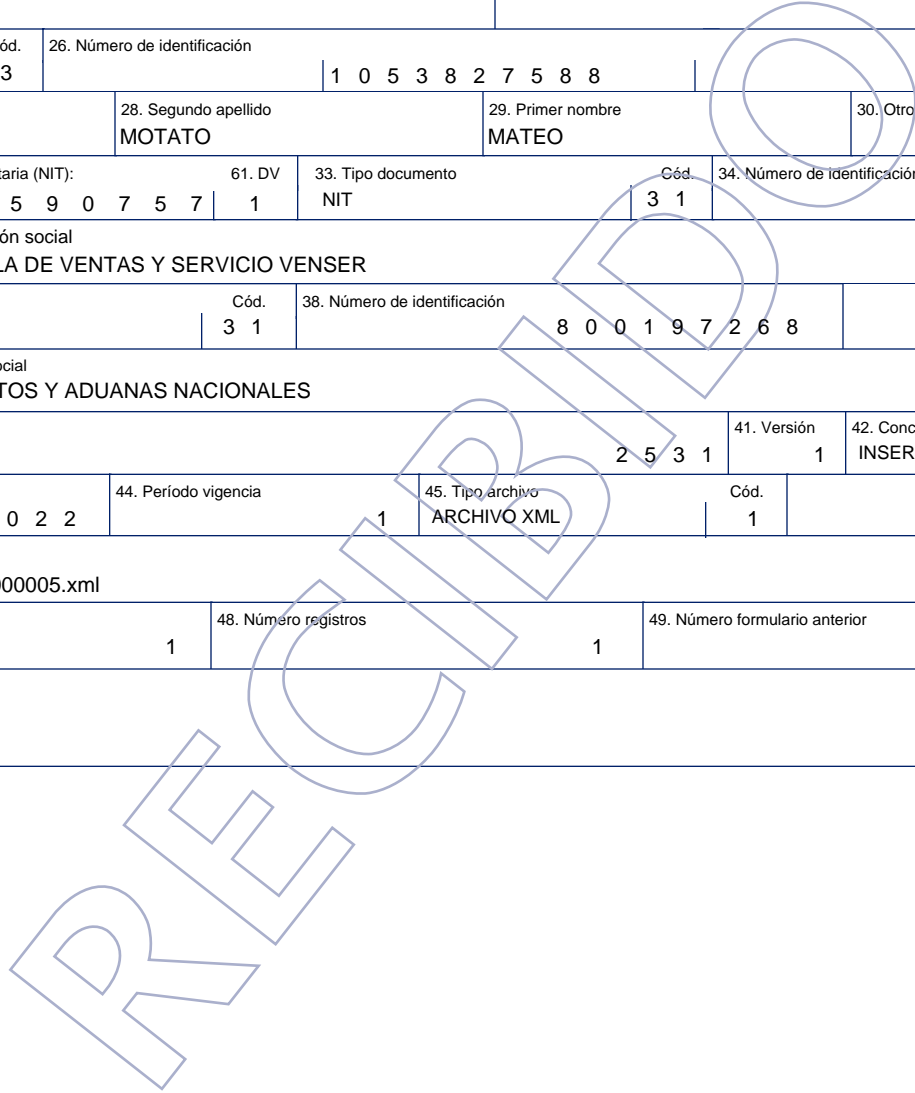 ód. 26. Número de identificación
3 1 0 5 3 8 2 7 5 8 8
28. Segundo apellido 29. Primer nombre 30. Otro
MOTATO MATEO
taria (NIT): 61. DV 33. Tipo documento Cód. 34. Número de identificación
5 9 0 7 5 7 1 NIT 3 1
ón social
LA DE VENTAS Y SERVICIO VENSER
Cód. 38. Número de identificación
3 1 8 0 0 1 9 7 2 6 8
ocial
TOS Y ADUANAS NACIONALES
41. Versión 42. Conc
2 5 3 1 1 INSER
44. Período vigencia 45. Tipo archivo Cód.
0 2 2 1 ARCHIVO XML 1
000005.xml
48. Número registros 49. Número formulario anterior
1 1
RECIBIDO